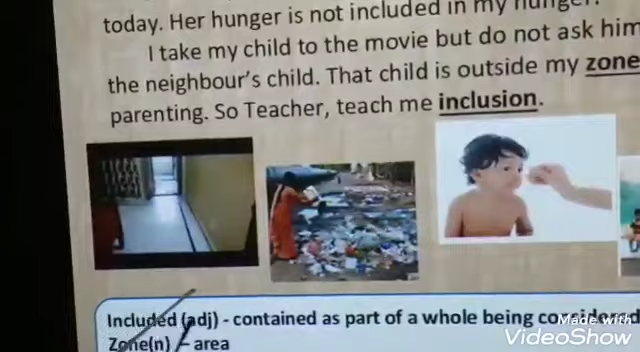 today. Her hunger is not included in my hunger.
I take my child to the movie but do not ask him
the neighbour's child. That child is outside my zone
parenting. So Teacher, teach me inclusion.
Included (adj) - contained as part of a whole being considered
Zone(n) - area
Made with
VideoShow